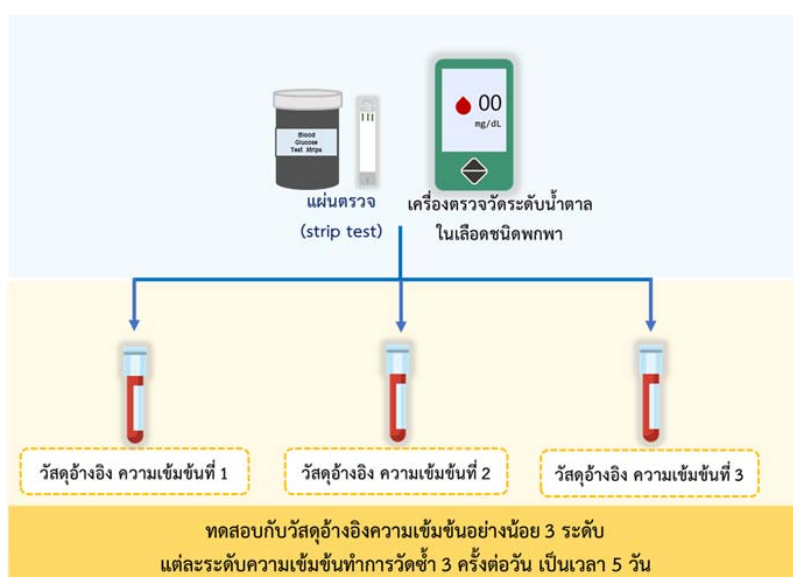 Blood
Glucose
Test Strips
00
mg/dL
แผ่นตรวจ
(strip test)
เครื่องตรวจวัดระดับน้ำตาล
ในเลือดชนิดพกพา
วัสดุอ้างอิง ความเข้มข้นที่ 1
วัสดุอ้างอิง ความเข้มข้นที่ 2
วัสดุอ้างอิง ความเข้มข้นที่ 3
ทดสอบกับวัสดุอ้างอิงความเข้มข้นอย่างน้อย 3 ระดับ
แต่ละระดับความเข้มข้นทำการวัดซ้ำ 3 ครั้งต่อวัน เป็นเวลา 5 วัน